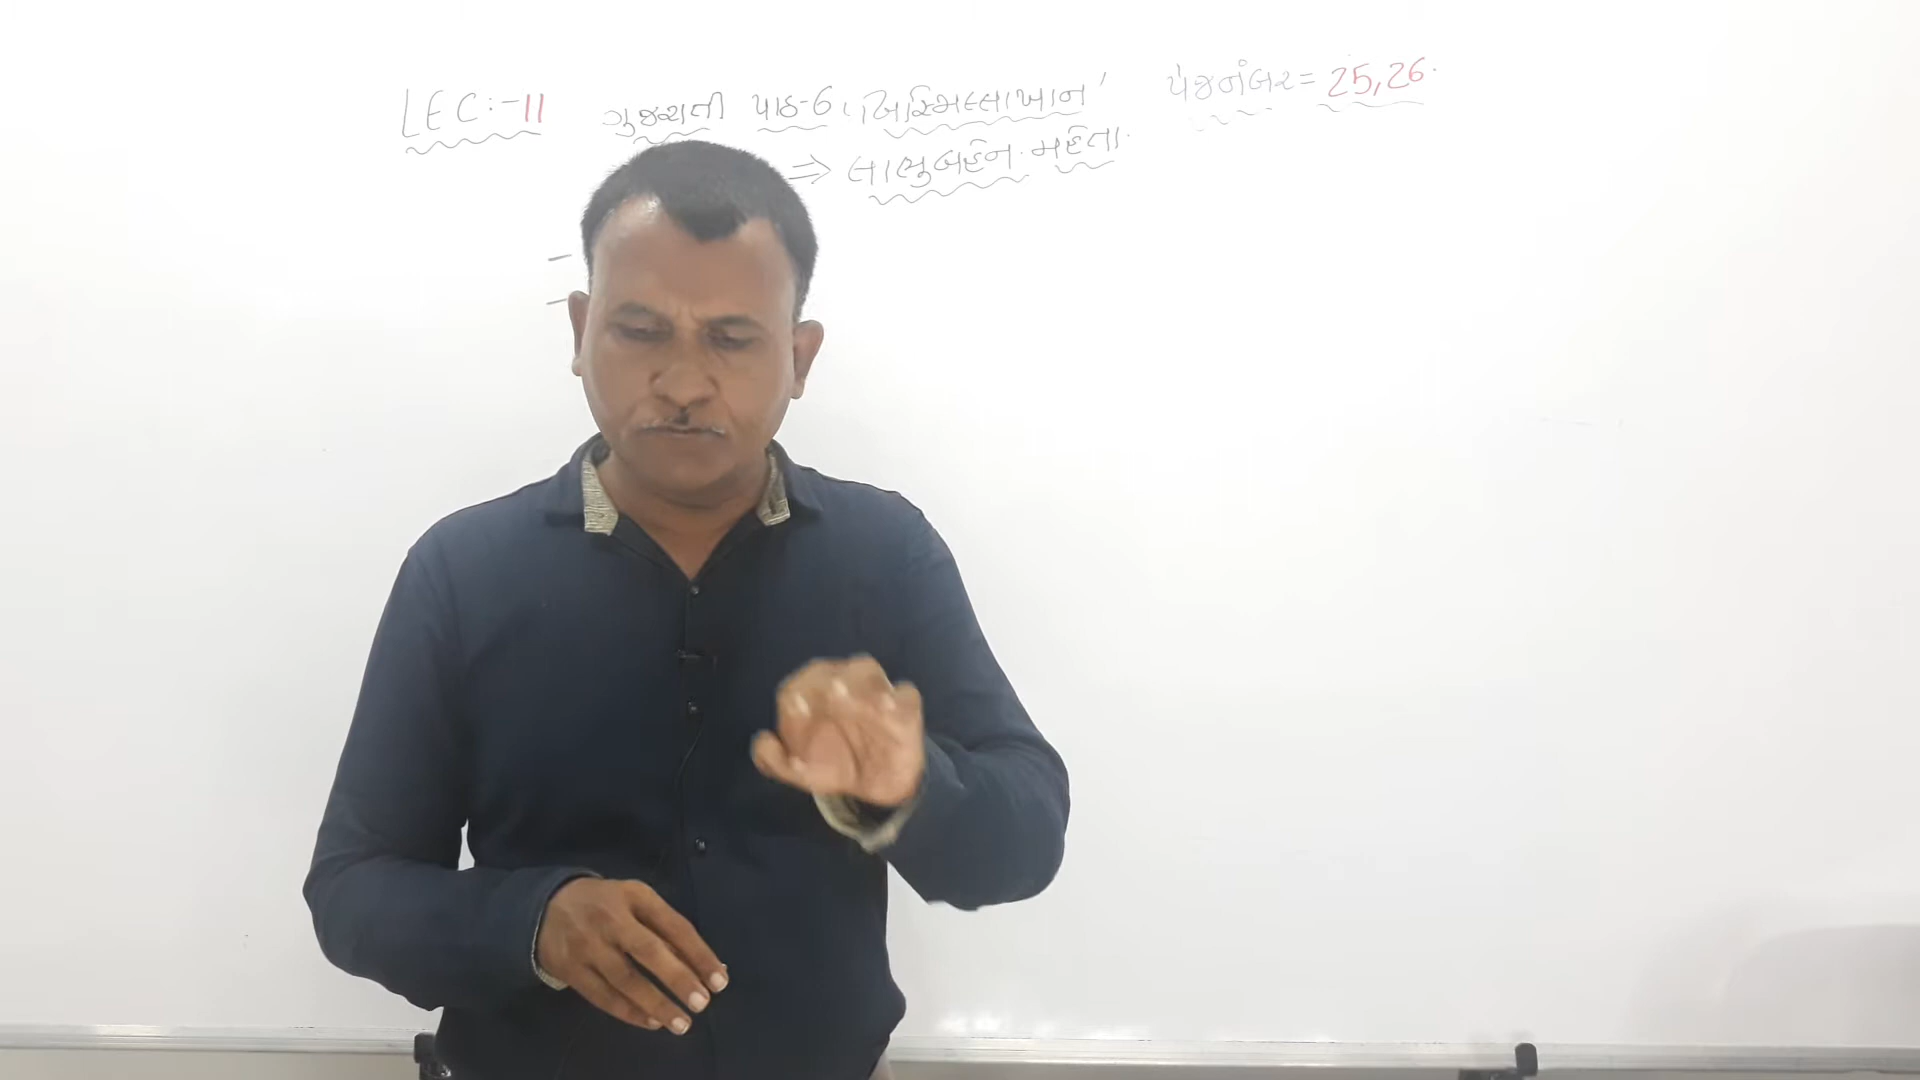 LEC:-11 ગુજરાતી પાઠ-6 'બિસ્મિલ્લાખાન' પેજનંબર = 25,26.
⇒ લાભુબહેન. મહેતા.